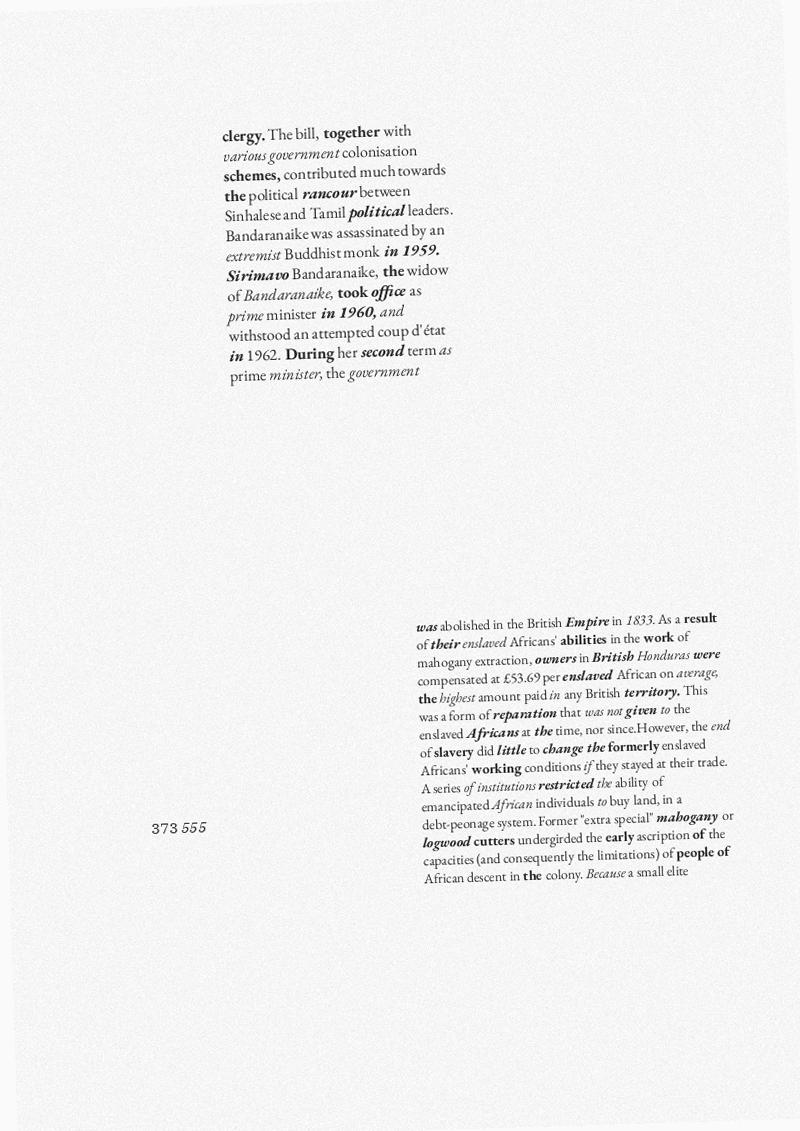 clergy. The bill, together with
various government colonisation
schemes, contributed much towards
the political rancour between
Sinhalese and Tamil political leaders.
Bandaranaike was assassinated by an
extremist Buddhist monk in 1959.
Sirimavo Bandaranaike, the widow
of Bandaranaike, took office as
prime minister in 1960, and
withstood an attempted coup d'état
in 1962. During her second term as
prime minister, the government
was abolished in the British Empire in 1833. As a result
of their enslaved Africans' abilities in the work of
mahogany extraction, owners in British Honduras were
compensated at £53.69 per enslaved African on average,
the highest amount paid in any British territory. This
was a form of reparation that was not given to the
enslaved Africans at the time, nor since.However, the end
of slavery did little to change the formerly enslaved
Africans' working conditions if they stayed at their trade.
A series of institutions restricted the ability of
emancipated African individuals to buy land, in a
debt-peonage system. Former "extra special" mahogany or
logwood cutters undergirded the early ascription of the
capacities (and consequently the limitations) of people of
African descent in the colony. Because a small elite
373 555